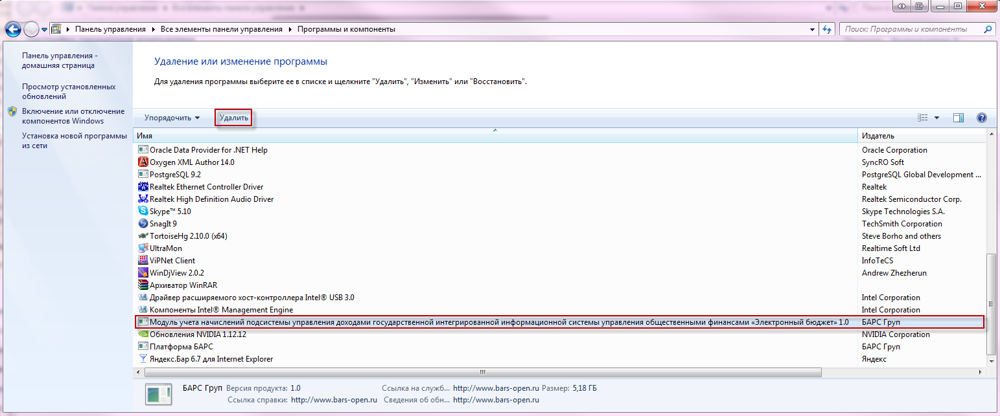 Панель управления ▸ Все элементы панели управления ▸ Программы и компоненты
Поиск: Программы и компоненты
Панель управления -
домашняя страница
Просмотр установленных
обновлений
Включение или отключение
компонентов Windows
Установка новой программы
из сети
Удаление или изменение программы
Для удаления программы выберите ее в списке и щелкните "Удалить", "Изменить" или "Восстановить".
Упорядочить Удалить
Имя Издатель
Oracle Data Provider for .NET Help Oracle Corporation
Oxygen XML Author 14.0 SyncRO Soft
PostgreSQL 9.2 PostgreSQL Global Development ...
Realtek Ethernet Controller Driver Realtek
Realtek High Definition Audio Driver Realtek Semiconductor Corp.
Skype™ 5.10 Skype Technologies S.A.
SnagIt 9 TechSmith Corporation
TortoiseHg 2.10.0 (x64) Steve Borho and others
UltraMon Realtime Soft Ltd
ViPNet Client InfoTeCS
WinDjView 2.0.2 Andrew Zhezherun
Архиватор WinRAR
Драйвер расширяемого хост-контроллера Intel® USB 3.0 Intel Corporation
Компоненты Intel® Management Engine Intel Corporation
Модуль учета начислений подсистемы управления доходами государственной интегрированной информационной системы управления общественными финансами «Электронный бюджет» 1.0 БАРС Груп
Обновления NVIDIA 1.12.12 NVIDIA Corporation
Платформа БАРС БАРС Груп
Яндекс.Бар 6.7 для Internet Explorer Яндекс
БАРС Груп Версия продукта: 1.0 Ссылка на служб... http://www.bars-open.ru Размер: 5,18 ГБ
Ссылка справки: http://www.bars-open.ru Сведения об обн... http://www.bars-open.ru